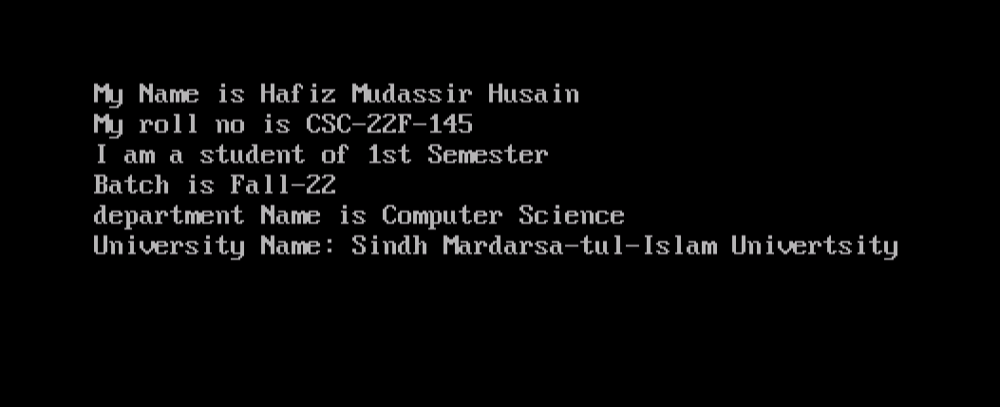 My Name is Hafiz Mudassir Husain
My roll no is CSC-22F-145
I am a student of 1st Semester
Batch is Fall-22
department Name is Computer Science
University Name: Sindh Mardarsa-tul-Islam Univertsity